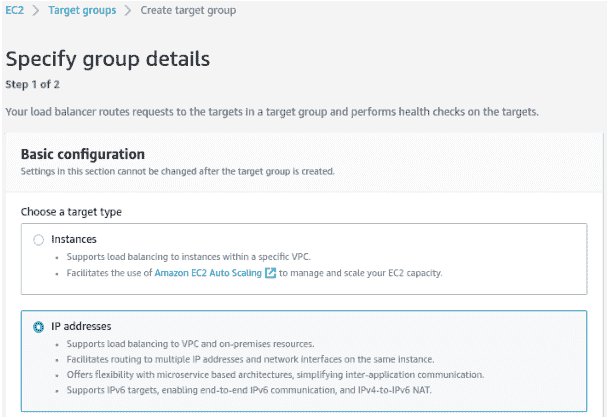 EC2 > Target groups > Create target group
Specify group details
Step 1 of 2
Your load balancer routes requests to the targets in a target group and performs health checks on the targets.
Basic configuration
Settings in this section cannot be changed after the target group is created.
Choose a target type
Instances
• Supports load balancing to instances within a specific VPC.
• Facilitates the use of Amazon EC2 Auto Scaling to manage and scale your EC2 capacity.
IP addresses
• Supports load balancing to VPC and on-premises resources.
• Facilitates routing to multiple IP addresses and network interfaces on the same instance.
• Offers flexibility with microservice based architectures, simplifying inter-application communication.
• Supports IPv6 targets, enabling end-to-end IPv6 communication, and IPv4-to-IPv6 NAT.